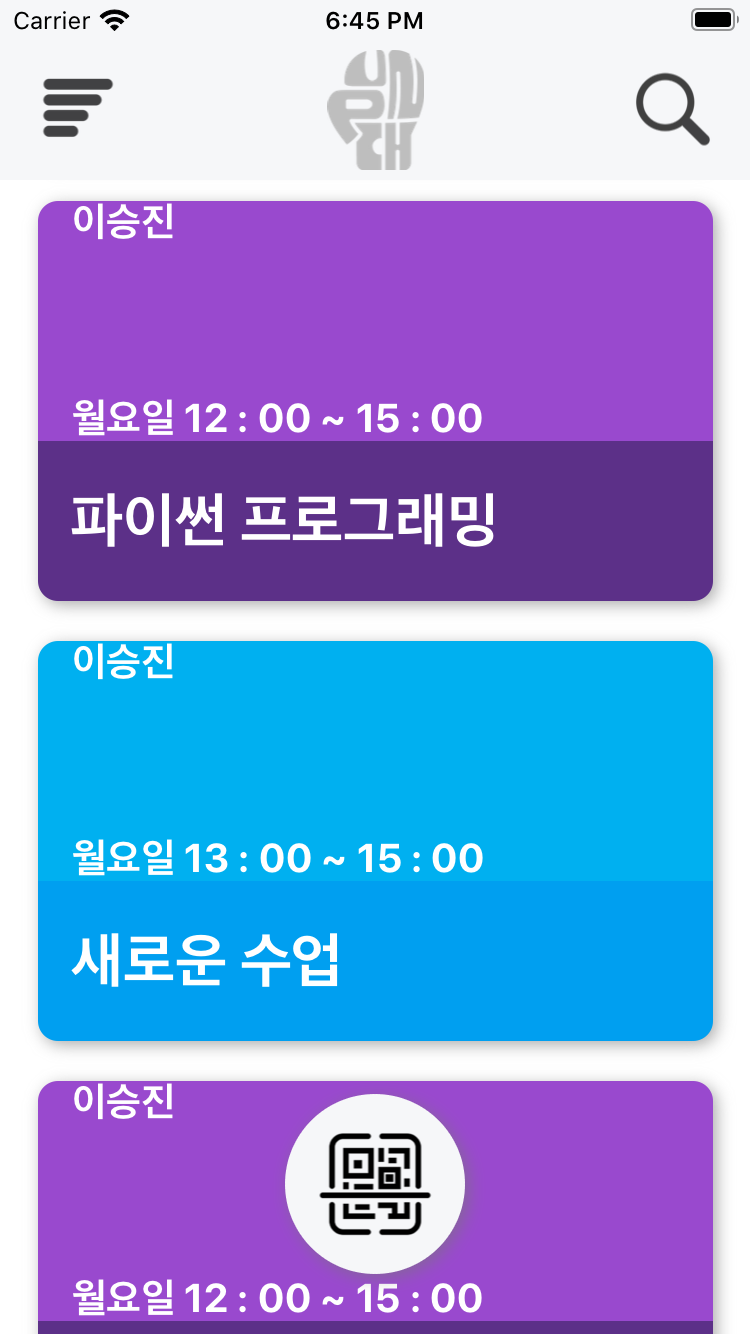 Carrier
6:45 PM
이승진
월요일 12 : 00 ~ 15 : 00
파이썬 프로그래밍
이승진
월요일 13 : 00 ~ 15 : 00
새로운 수업
이승진
월요일 12 : 00 ~ 15 : 00